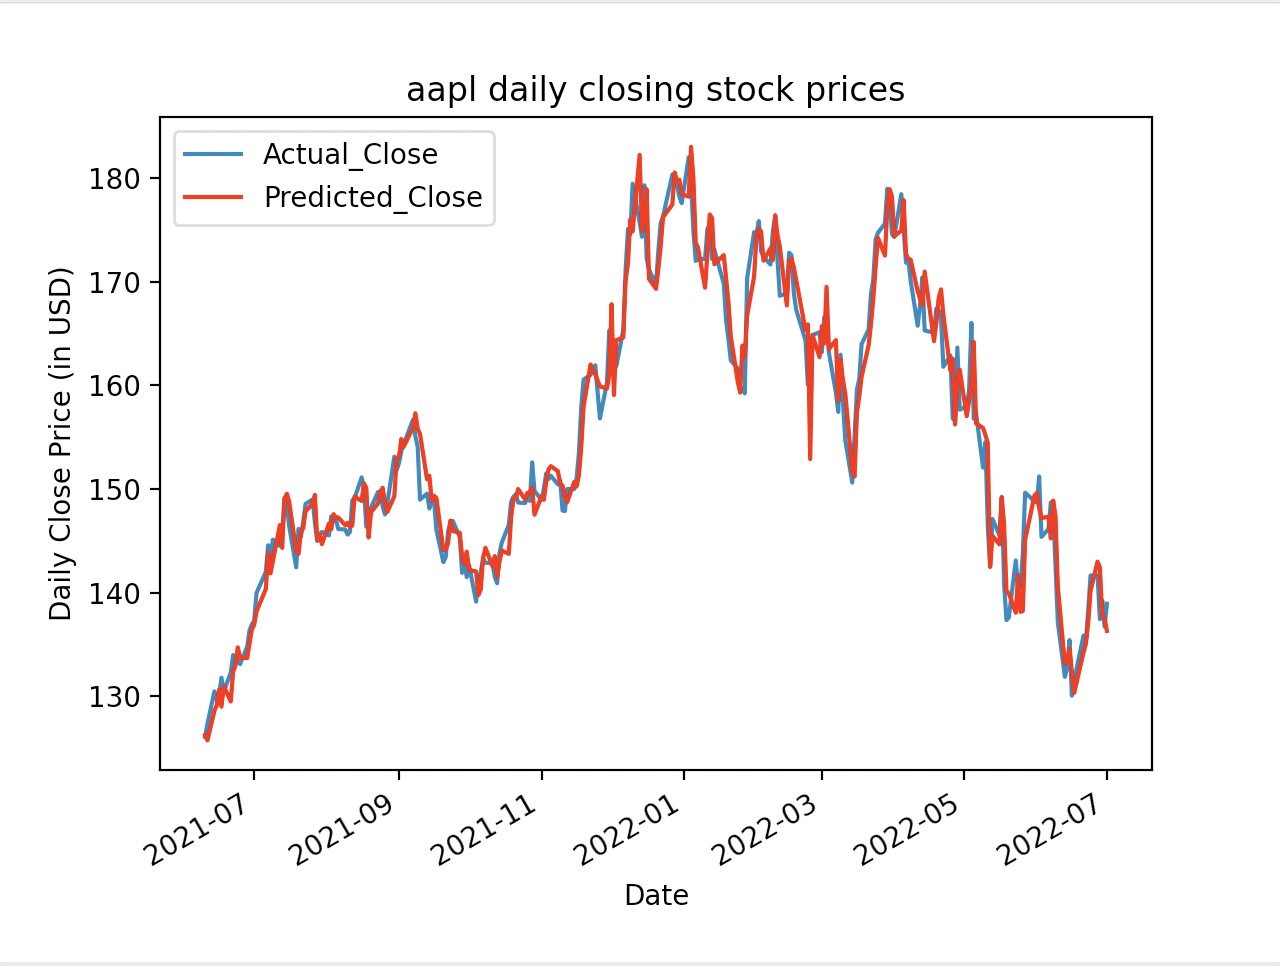 aapl daily closing stock prices
Actual_Close
Predicted_Close
Daily Close Price (in USD)
180
170
160
150
140
130
2021-07
2021-09
2021-11
2022-01
2022-03
2022-05
2022-07
Date